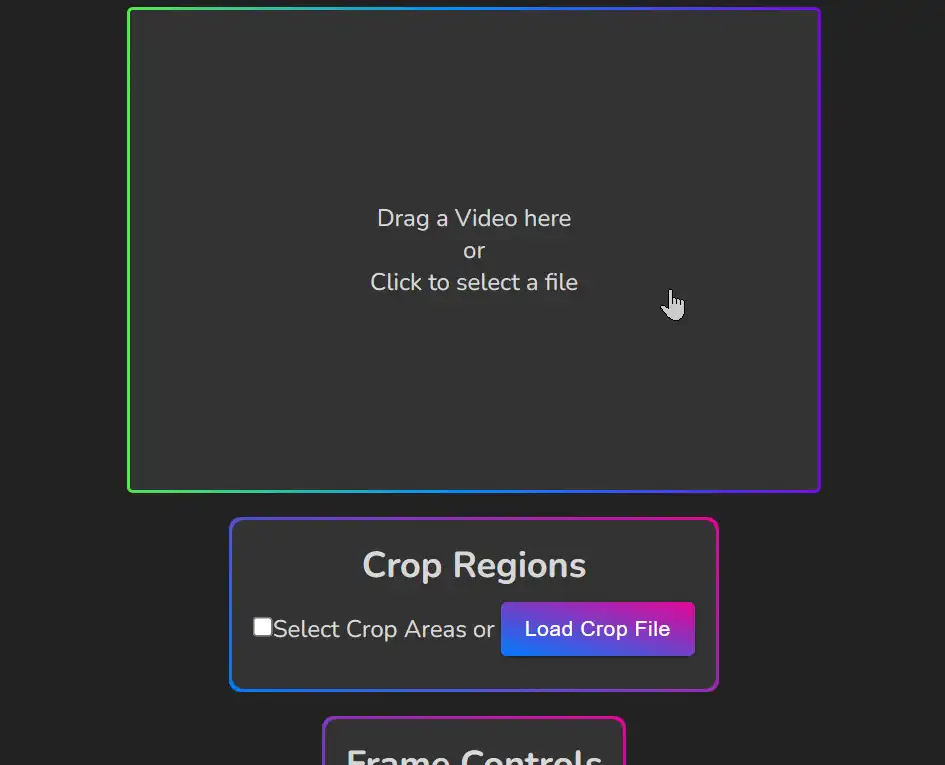 Drag a Video here
or
Click to select a file
Crop Regions
Select Crop Areas or Load Crop File
Frame Controls